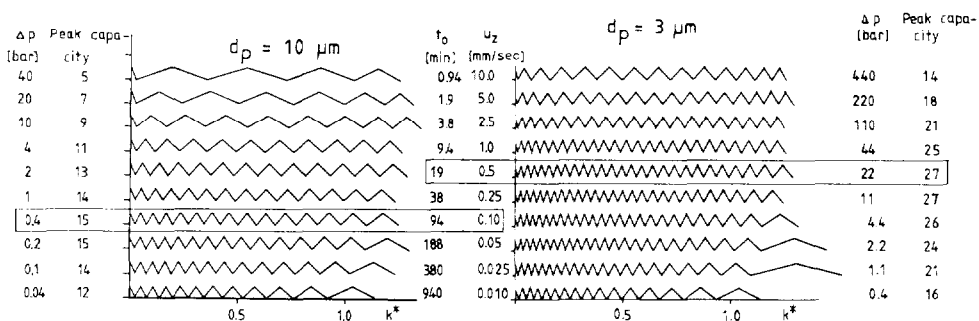 Δp Peak capa- d_p = 10 µm t_o u_z d_p = 3 µm Δp Peak capa-
[bar] city [min] [mm/sec] [bar] city
40 5 0.94 10.0 440 14
20 7 1.9 5.0 220 18
10 9 3.8 2.5 110 21
4 11 9.4 1.0 44 25
2 13 19 0.5 22 27
1 14 38 0.25 11 27
0.4 15 94 0.10 4.4 26
0.2 15 188 0.05 2.2 24
0.1 14 380 0.025 1.1 21
0.04 12 940 0.010 0.4 16
0.5 1.0 k* 0.5 1.0 k*